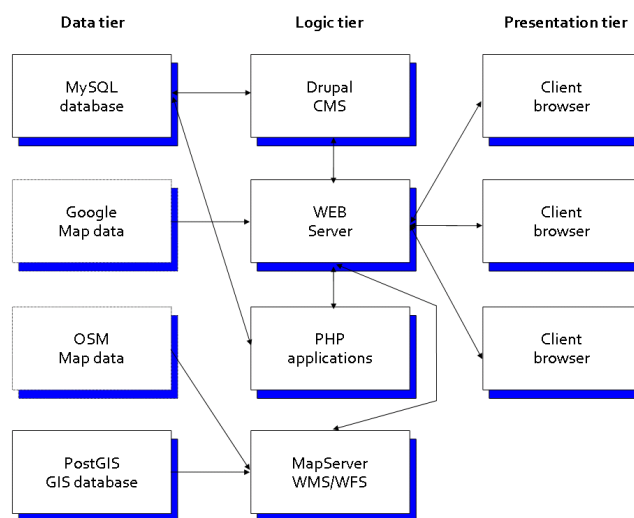 Data tier
Logic tier
Presentation tier
MySQL
database
Drupal
CMS
Client
browser
Google
Map data
WEB
Server
Client
browser
OSM
Map data
PHP
applications
Client
browser
PostGIS
GIS database
MapServer
WMS/WFS